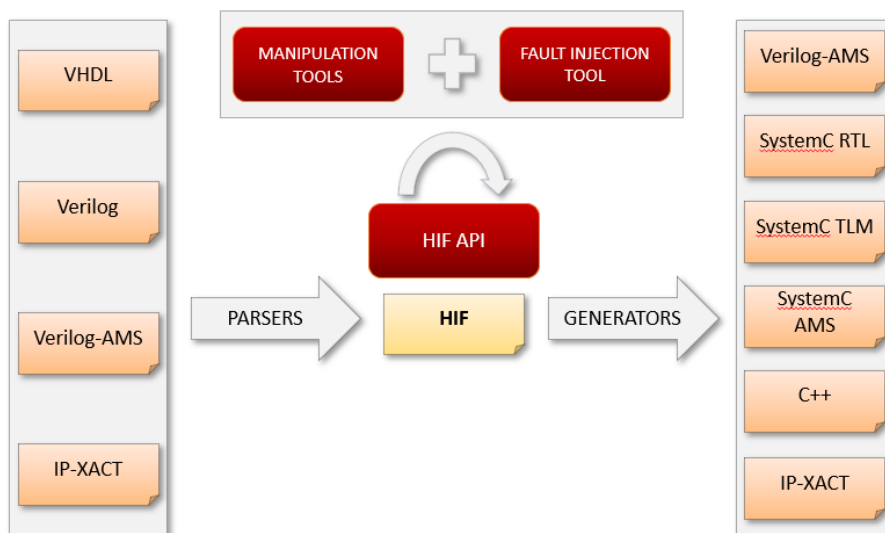 VHDL
Verilog
Verilog-AMS
IP-XACT
MANIPULATION
TOOLS
FAULT INJECTION
TOOL
HIF API
PARSERS
HIF
GENERATORS
Verilog-AMS
SystemC RTL
SystemC TLM
SystemC
AMS
C++
IP-XACT